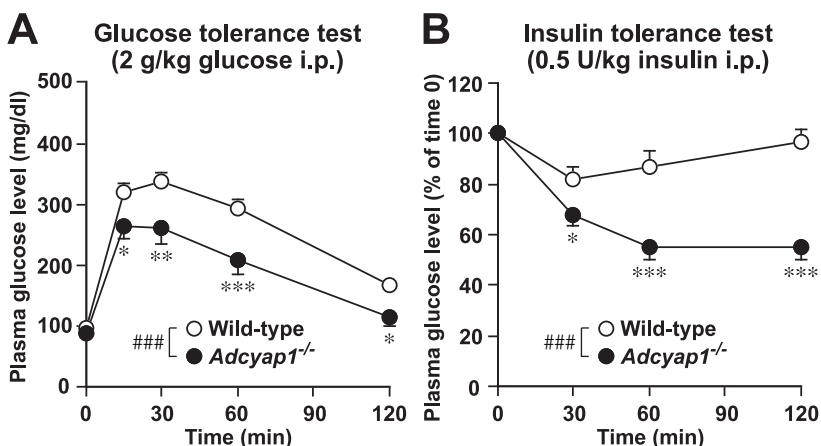 A
Glucose tolerance test
(2 g/kg glucose i.p.)
Plasma glucose level (mg/dl)
500
400
300
200
100
0
*
**
***
*
###
Wild-type
Adcyap1-/-
0
30
60
90
120
Time (min)
B
Insulin tolerance test
(0.5 U/kg insulin i.p.)
Plasma glucose level (% of time 0)
120
100
80
60
40
20
0
*
***
***
###
Wild-type
Adcyap1-/-
0
30
60
90
120
Time (min)